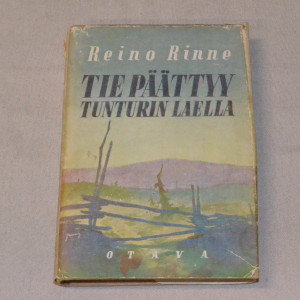 Reino Rinne
TIE PÄÄTTYY
TUNTURIN LAELLA
OTAVA